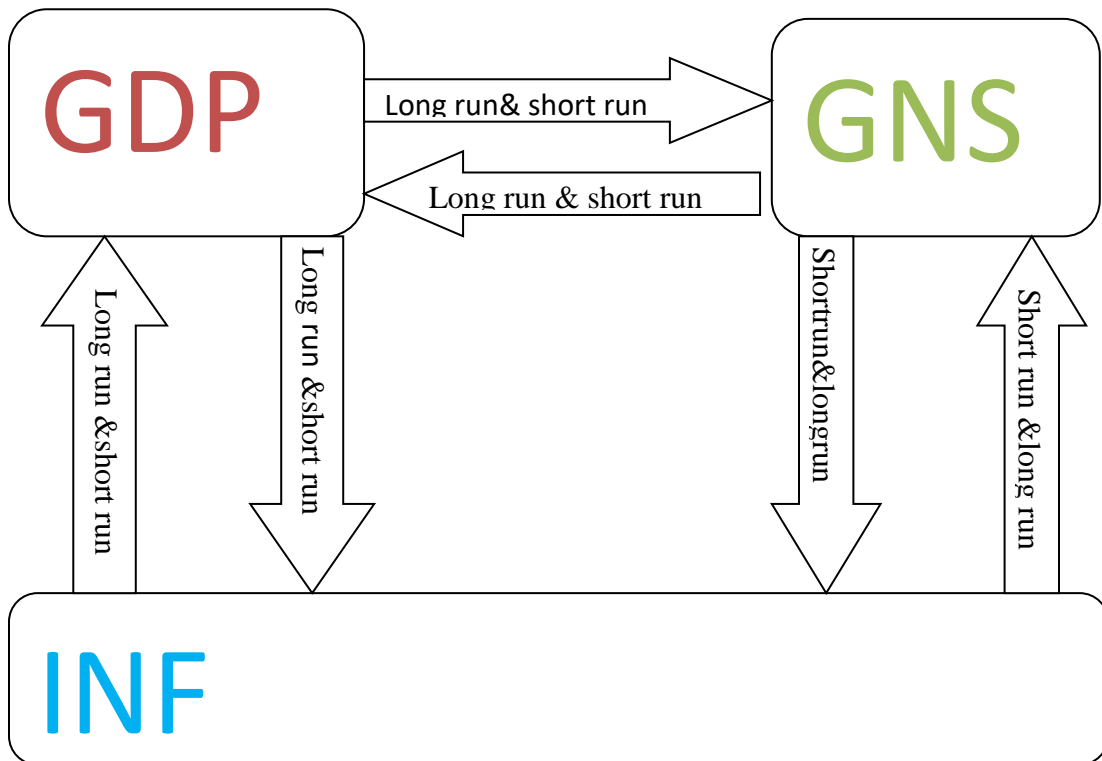 GDP
Long run& short run
GNS
Long run & short run
Long run &short run
Long run &short run
Shortrun&longrun
Short run &long run
INF